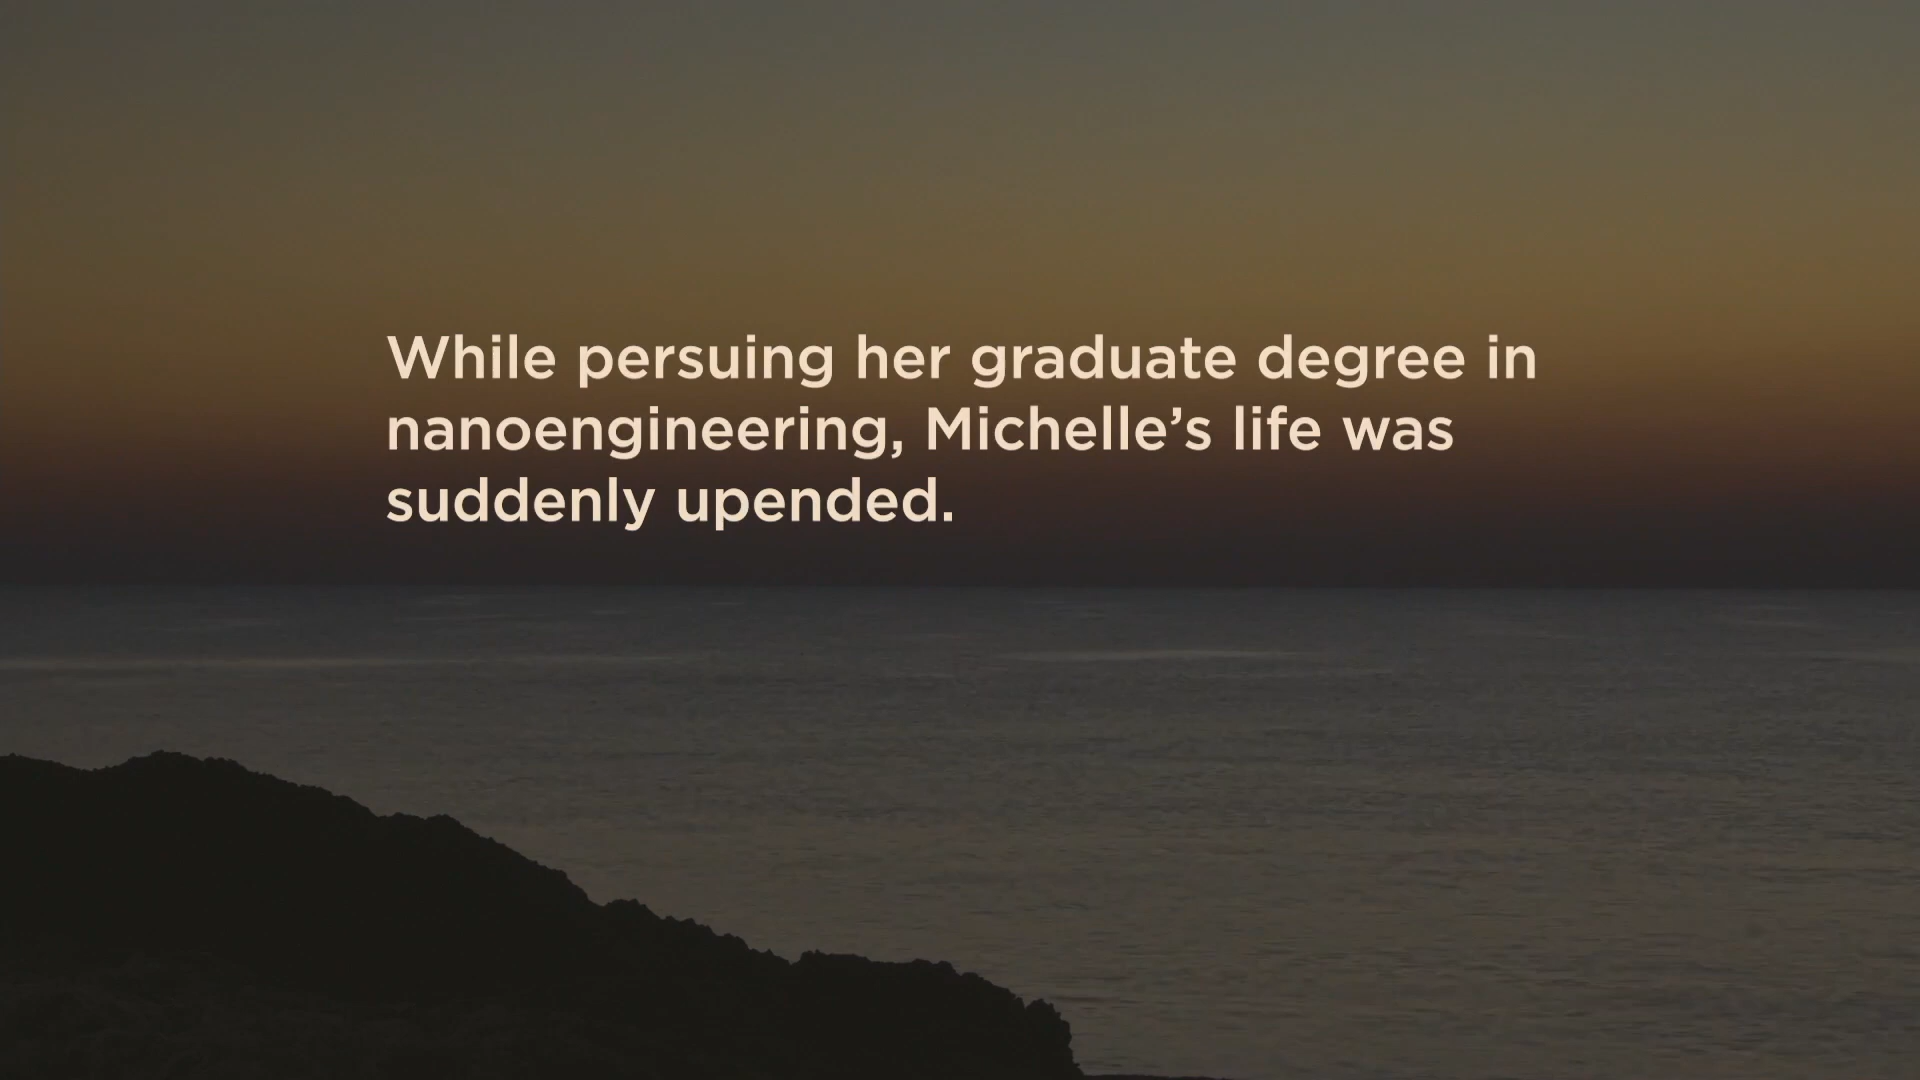 While persuing her graduate degree in
nanoengineering, Michelle’s life was
suddenly upended.